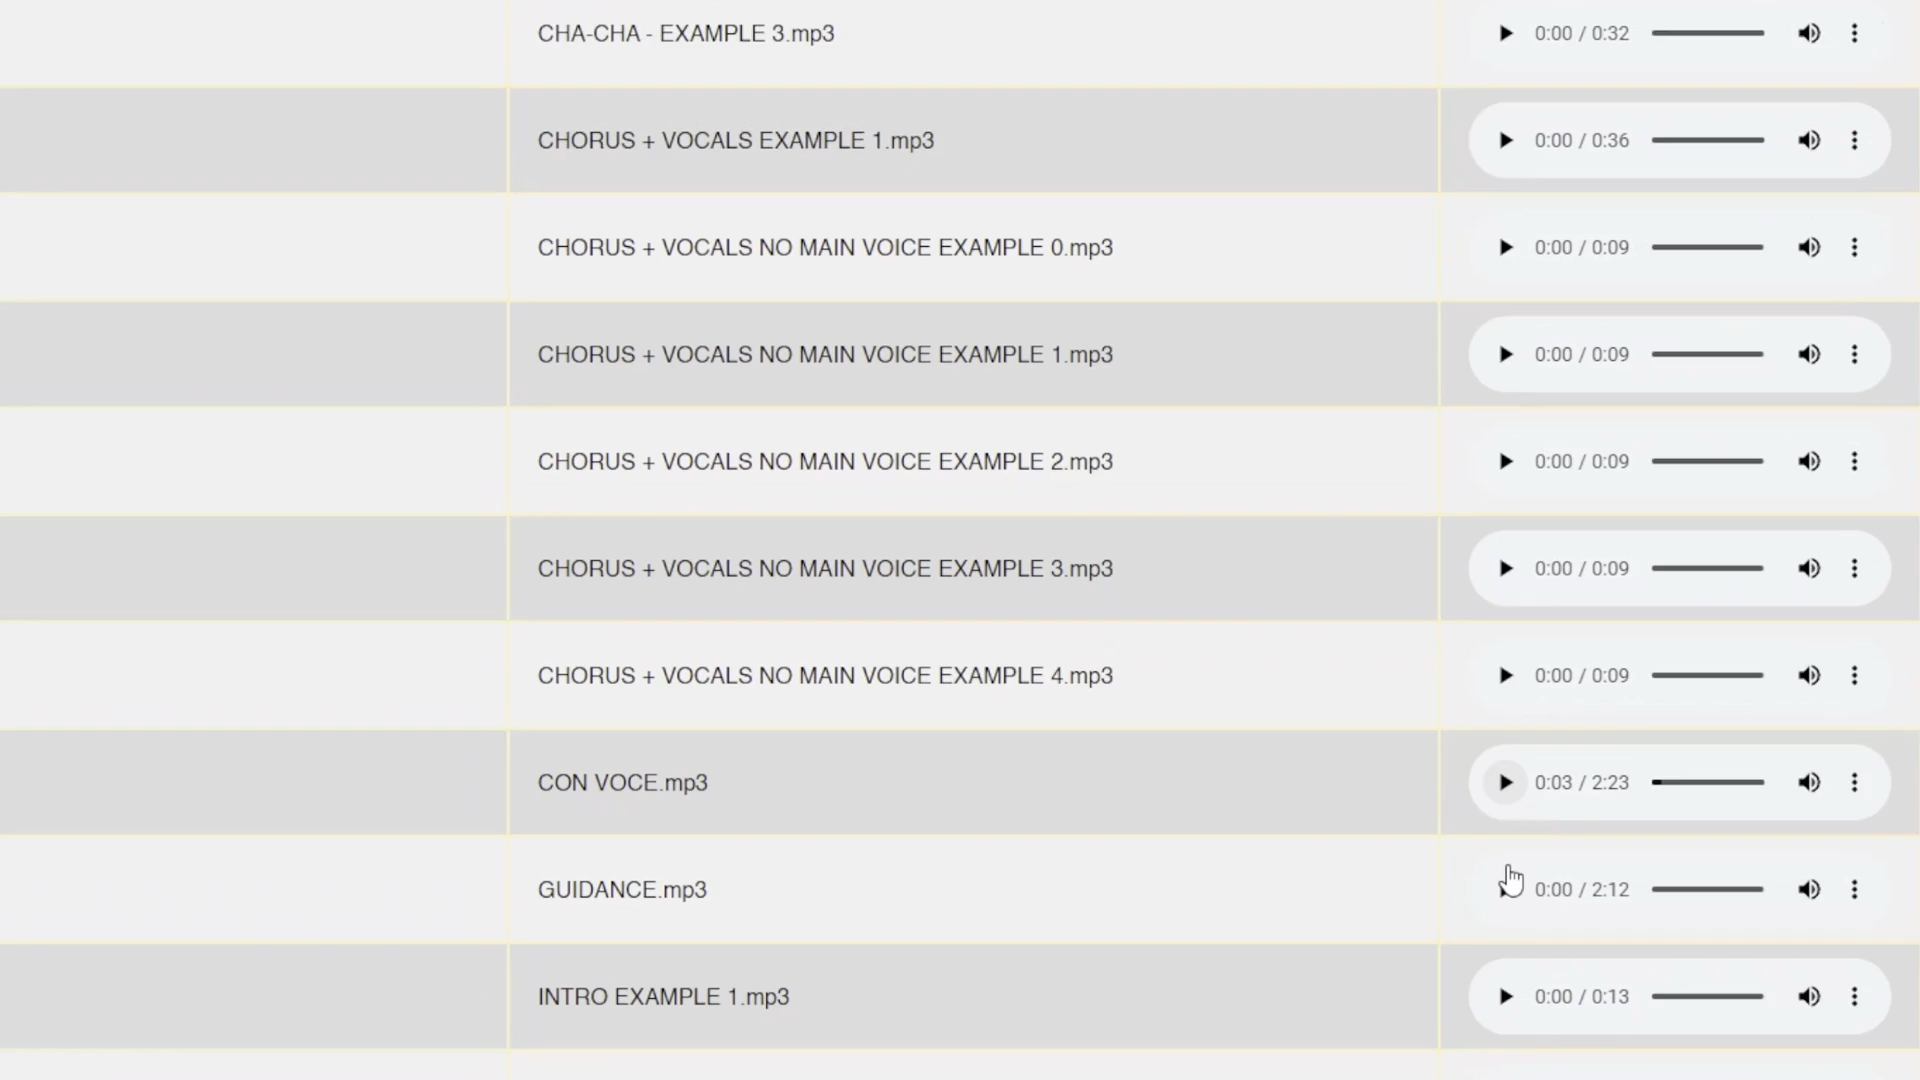 CHA-CHA - EXAMPLE 3.mp3 0:00 / 0:32
CHORUS + VOCALS EXAMPLE 1.mp3 0:00 / 0:36
CHORUS + VOCALS NO MAIN VOICE EXAMPLE 0.mp3 0:00 / 0:09
CHORUS + VOCALS NO MAIN VOICE EXAMPLE 1.mp3 0:00 / 0:09
CHORUS + VOCALS NO MAIN VOICE EXAMPLE 2.mp3 0:00 / 0:09
CHORUS + VOCALS NO MAIN VOICE EXAMPLE 3.mp3 0:00 / 0:09
CHORUS + VOCALS NO MAIN VOICE EXAMPLE 4.mp3 0:00 / 0:09
CON VOCE.mp3 0:03 / 2:23
GUIDANCE.mp3 0:00 / 2:12
INTRO EXAMPLE 1.mp3 0:00 / 0:13